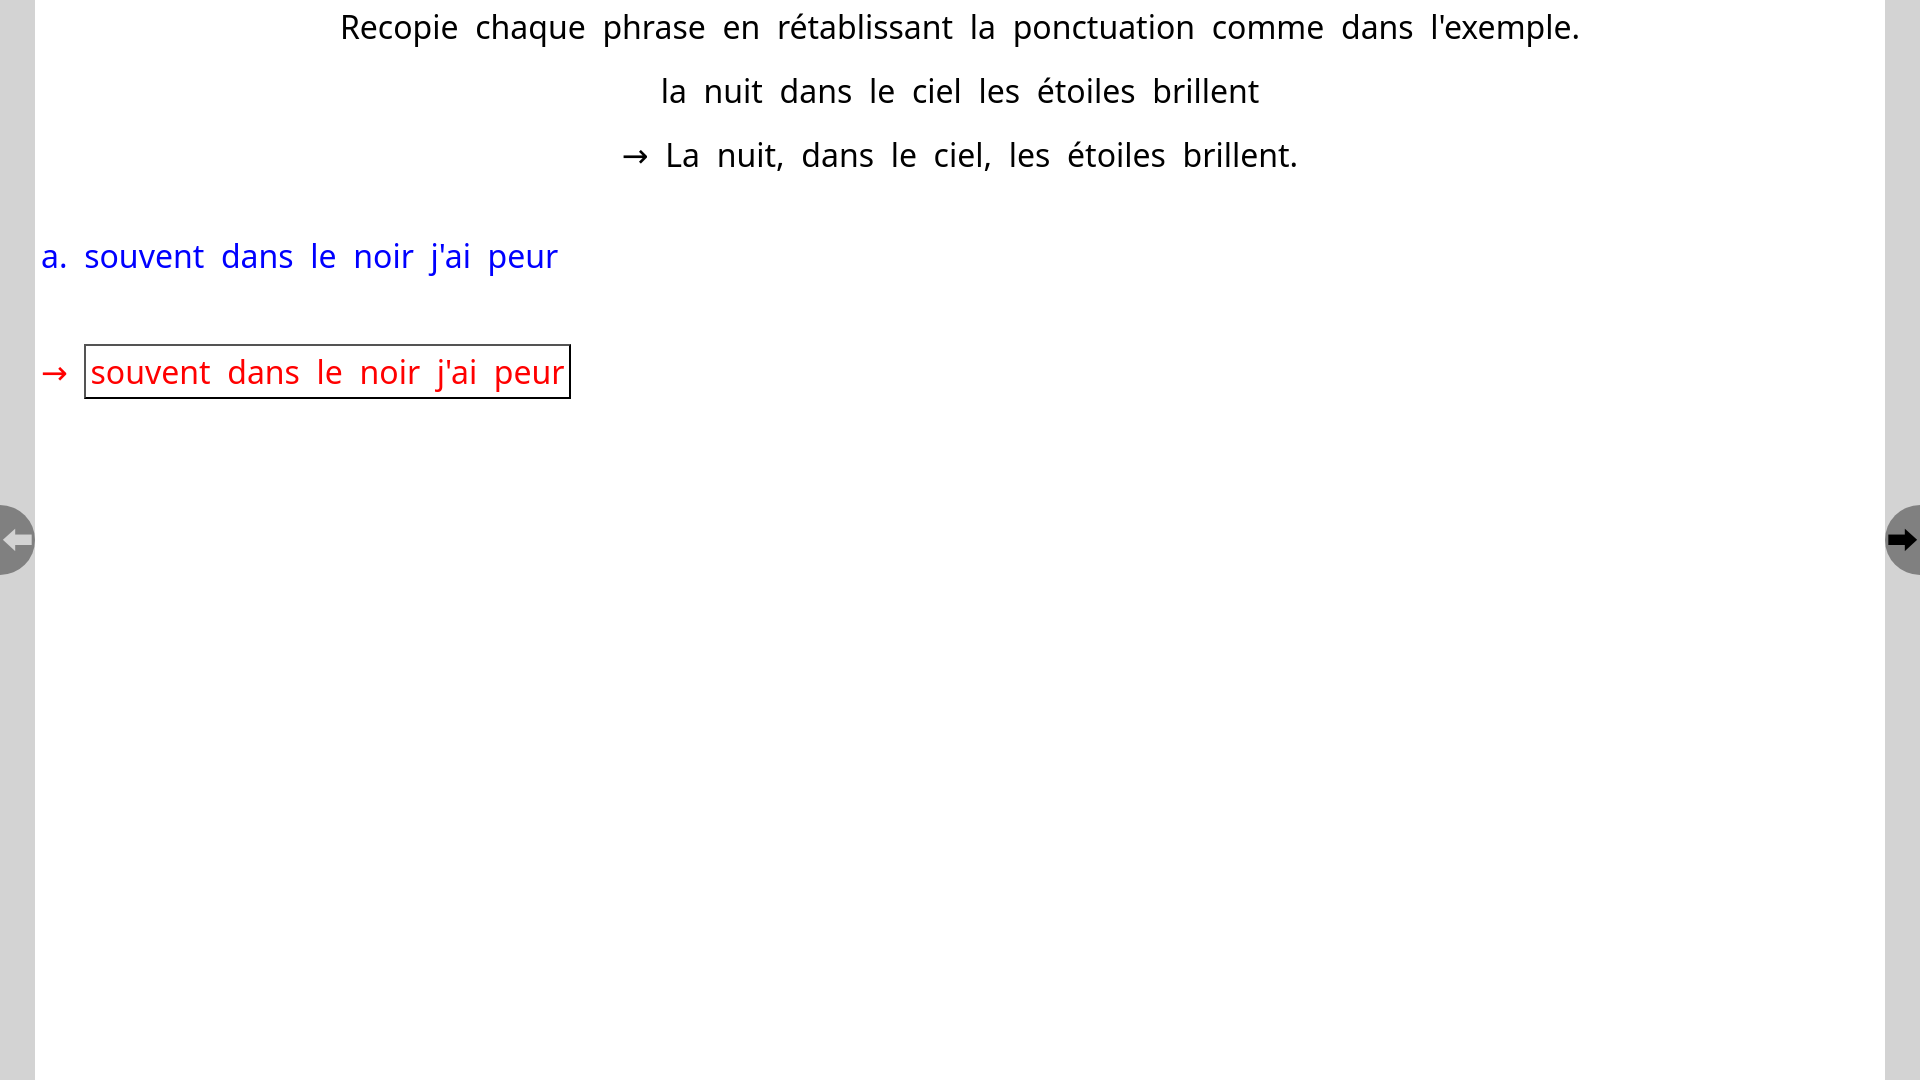 Recopie chaque phrase en rétablissant la ponctuation comme dans l'exemple.
la nuit dans le ciel les étoiles brillent
→ La nuit, dans le ciel, les étoiles brillent.
a. souvent dans le noir j'ai peur
→ souvent dans le noir j'ai peur